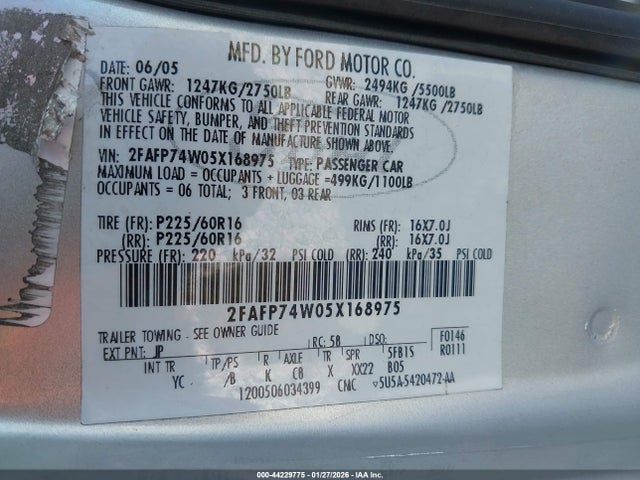 MFD. BY FORD MOTOR CO.
DATE: 06/05 GVWR: 2494KG/5500LB
FRONT GAWR: 1247KG/2750LB REAR GAWR: 1247KG/2750LB
THIS VEHICLE CONFORMS TO ALL APPLICABLE FEDERAL MOTOR
VEHICLE SAFETY, BUMPER, AND THEFT PREVENTION STANDARDS
IN EFFECT ON THE DATE OF MANUFACTURE SHOWN ABOVE.
VIN: 2FAFP74W05X168975 TYPE: PASSENGER CAR
MAXIMUM LOAD = OCCUPANTS + LUGGAGE =499KG/1100LB
OCCUPANTS = 06 TOTAL; 3 FRONT, 03 REAR
TIRE (FR): P225/60R16 RIMS (FR): 16X7.0J
(RR): P225/60R16 (RR): 16X7.0J
PRESSURE (FR): 220 kPa/32 PSI COLD (RR): 240 kPa/35 PSI COLD
2FAFP74W05X168975
TRAILER TOWING - SEE OWNER GUIDE
EXT PNT: JP RC: 58 DSO: F0146
INT TR TP/PS R AXLE TR SPR 5FB1S R0111
YC /B K C8 X XX22 B05
1200506034399 CNC ▽5U5A-5420472-AA
000-44229775 - 01/27/2026 - IAA Inc.